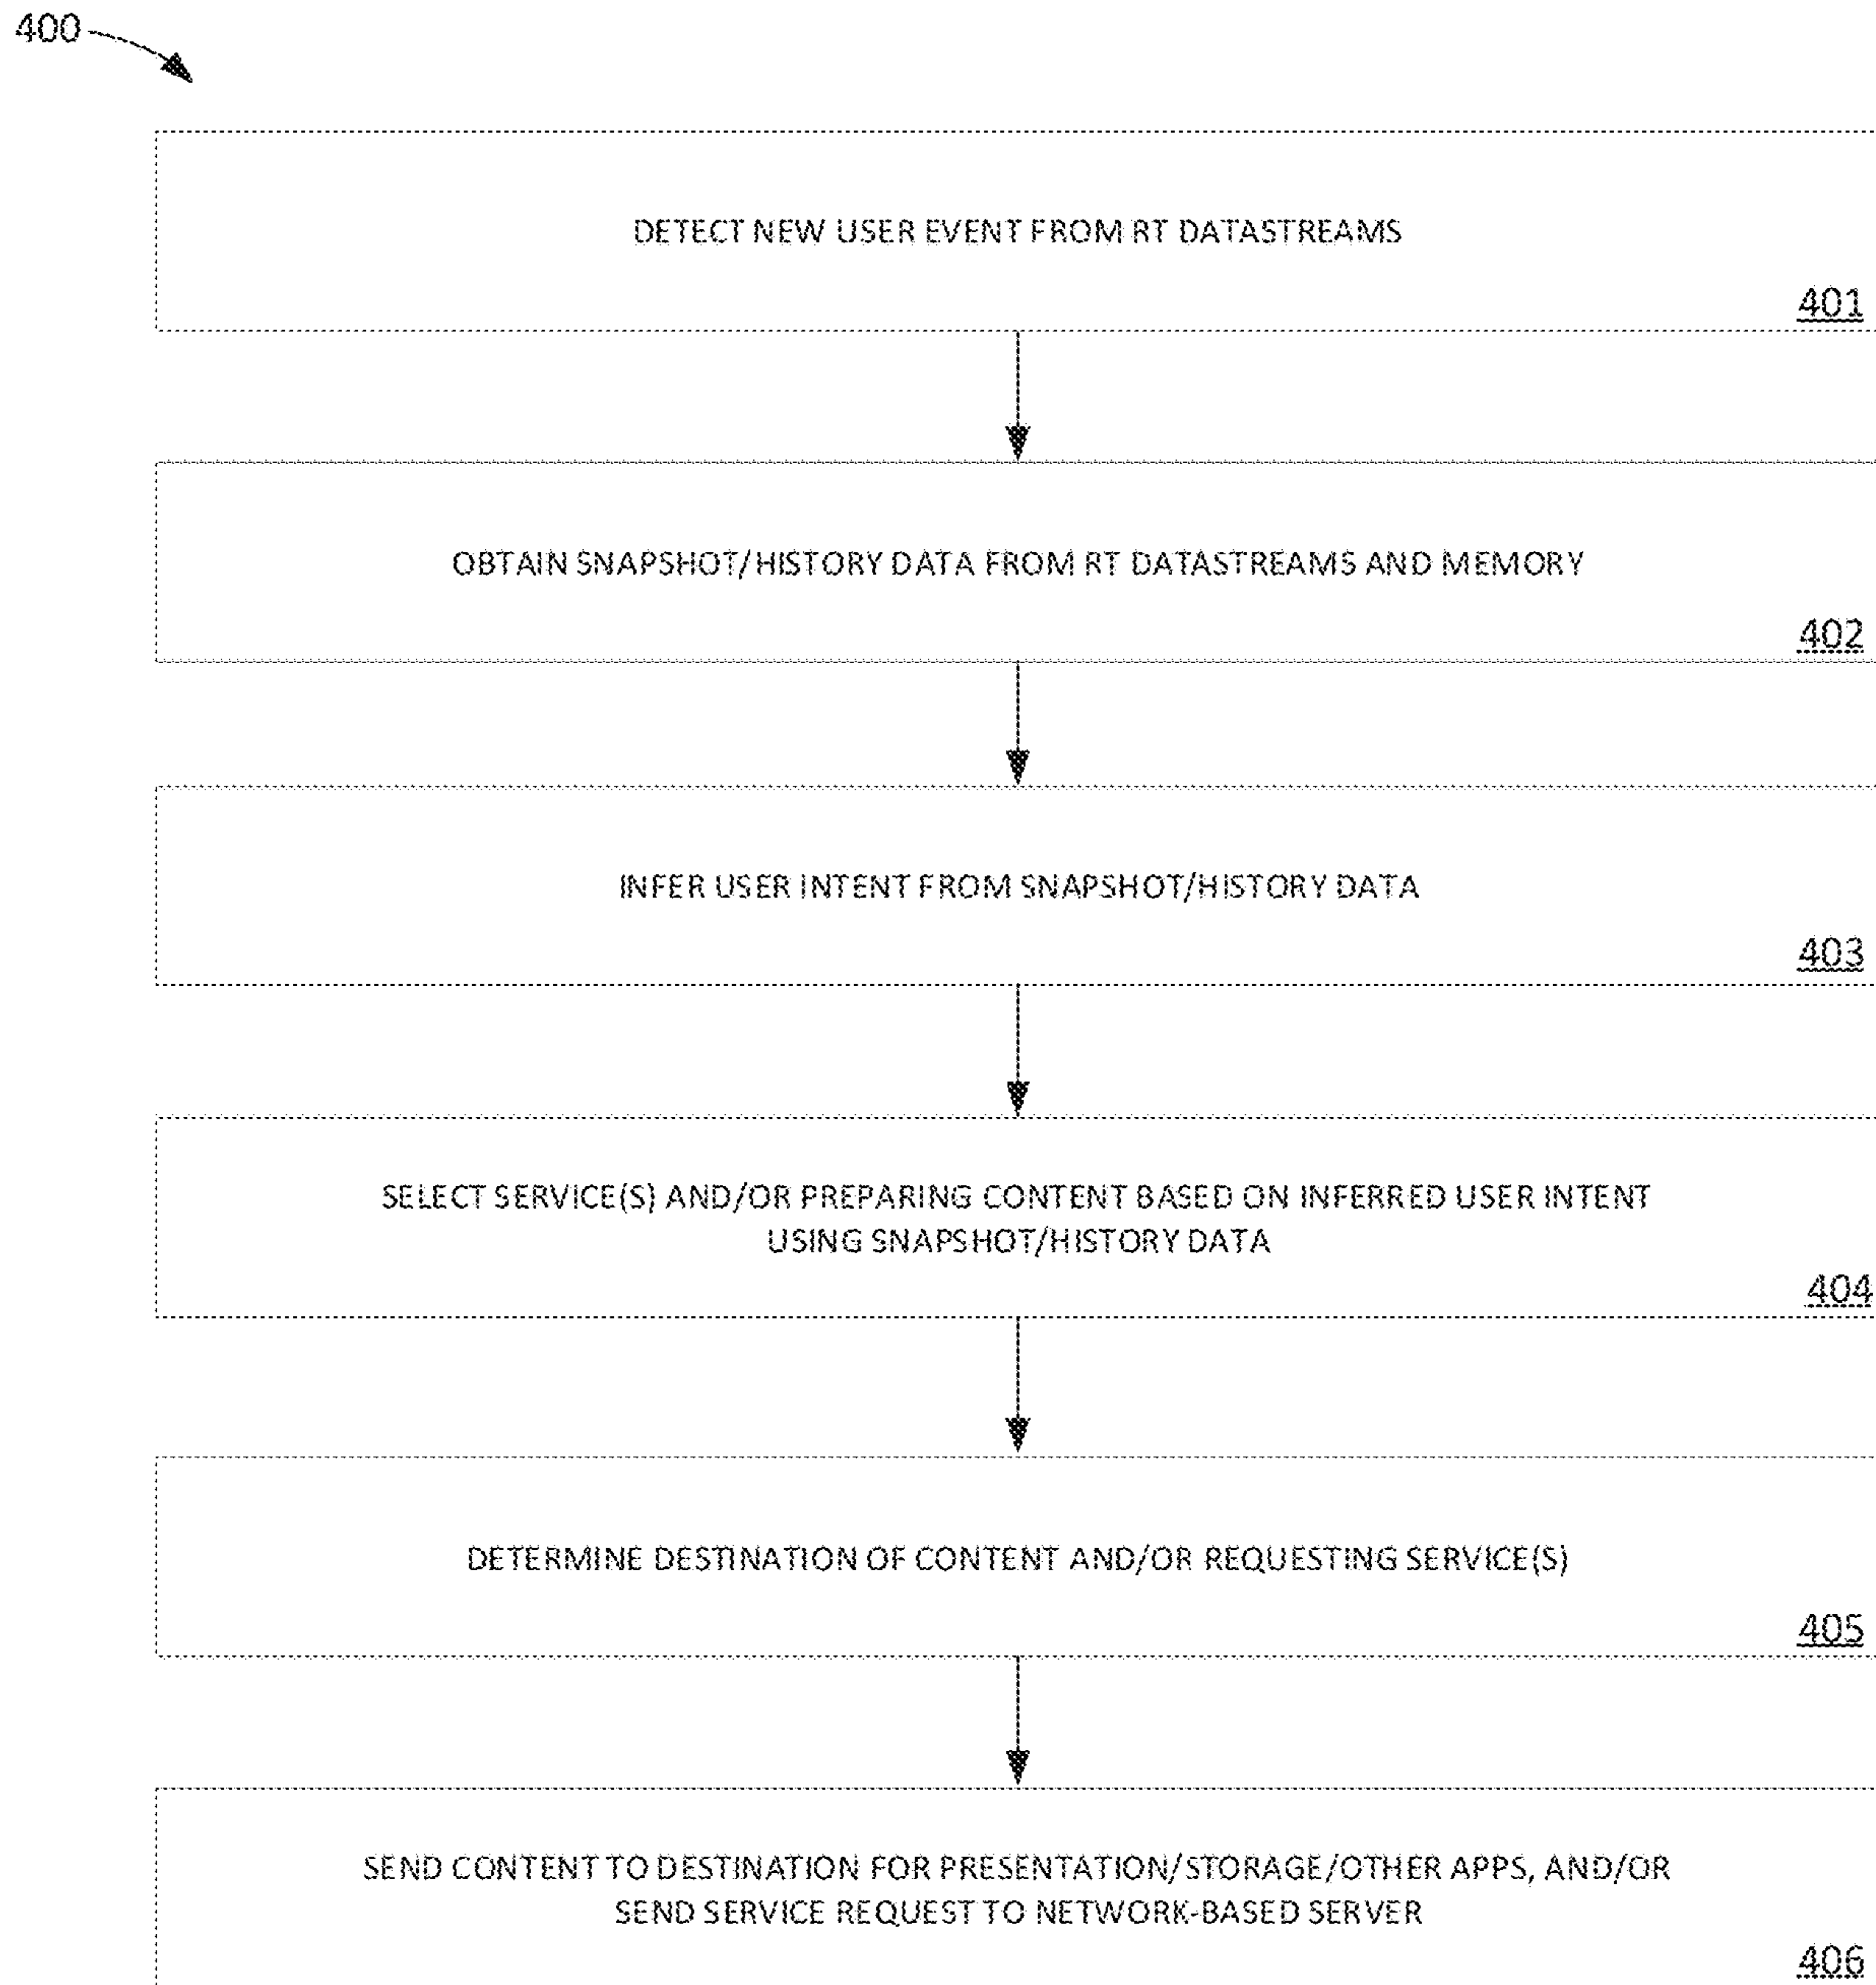 400
DETECT NEW USER EVENT FROM RT DATASTREAMS
401
OBTAIN SNAPSHOT/HISTORY DATA FROM RT DATASTREAMS AND MEMORY
402
INFER USER INTENT FROM SNAPSHOT/HISTORY DATA
403
SELECT SERVICE(S) AND/OR PREPARING CONTENT BASED ON INFERRED USER INTENT
USING SNAPSHOT/HISTORY DATA
404
DETERMINE DESTINATION OF CONTENT AND/OR REQUESTING SERVICE(S)
405
SEND CONTENT TO DESTINATION FOR PRESENTATION/STORAGE/OTHER APPS, AND/OR
SEND SERVICE REQUEST TO NETWORK-BASED SERVER
406